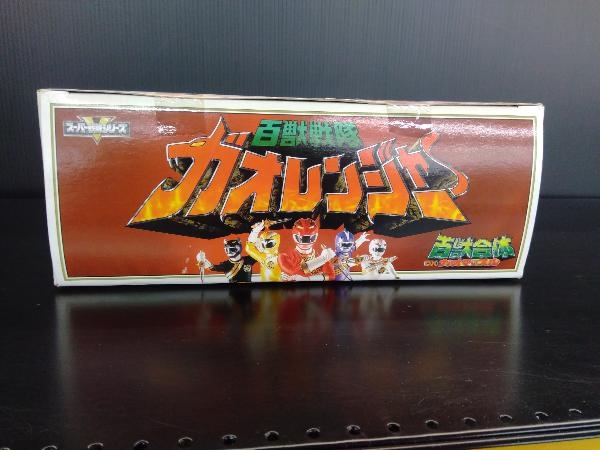 スーパー戦隊シリーズ
百獣戦隊
ガオレンジャー
百獣合体